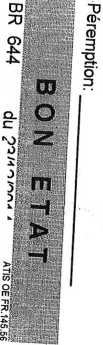 Péremption:
BON ETAT
BR 644 du
ATIS OE FR.145.56